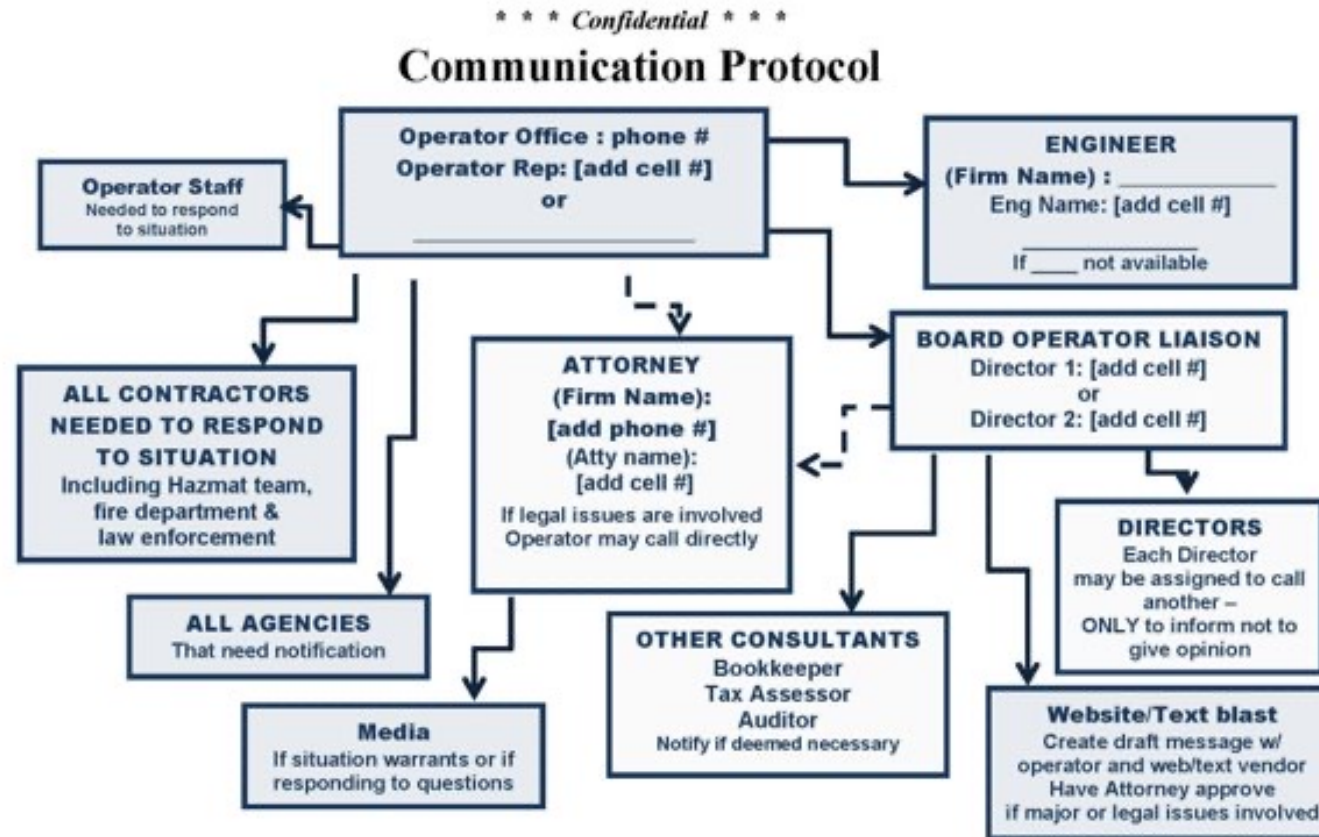 * * * Confidential * * *
Communication Protocol
Operator Office : phone #
Operator Rep: [add cell #]
or
____________________
ENGINEER
(Firm Name) : ______________
Eng Name: [add cell #]
______________
If ____ not available
Operator Staff
Needed to respond
to situation
BOARD OPERATOR LIAISON
Director 1: [add cell #]
or
Director 2: [add cell #]
ATTORNEY
(Firm Name):
[add phone #]
(Atty name):
[add cell #]
If legal issues are involved
Operator may call directly
ALL CONTRACTORS
NEEDED TO RESPOND
TO SITUATION
Including Hazmat team,
fire department &
law enforcement
DIRECTORS
Each Director
may be assigned to call
another –
ONLY to inform not to
give opinion
ALL AGENCIES
That need notification
OTHER CONSULTANTS
Bookkeeper
Tax Assessor
Auditor
Notify if deemed necessary
Media
If situation warrants or if
responding to questions
Website/Text blast
Create draft message w/
operator and web/text vendor
Have Attorney approve
if major or legal issues involved